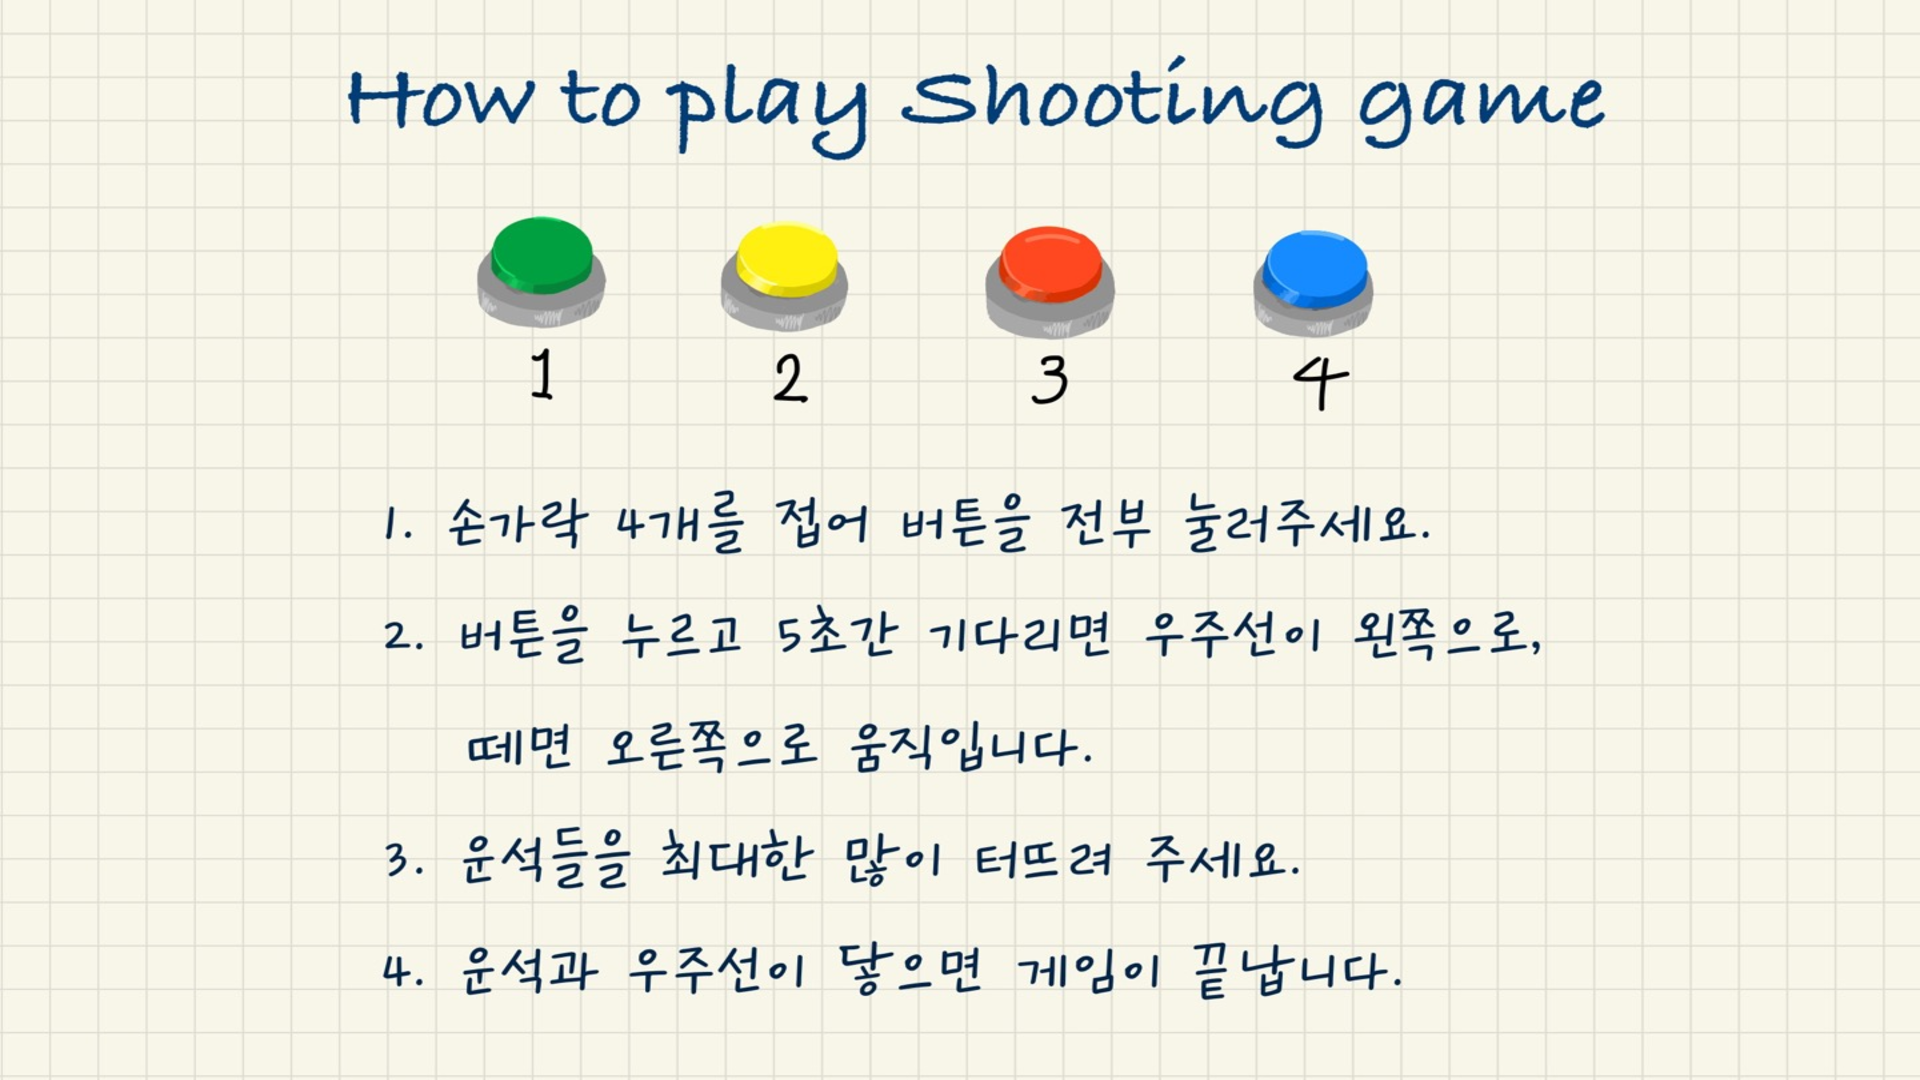 How to play Shooting game
1 2 3 4
1. 손가락 4개를 접어 버튼을 전부 눌러주세요.
2. 버튼을 누르고 5초간 기다리면 우주선이 왼쪽으로,
떼면 오른쪽으로 움직입니다.
3. 운석들을 최대한 많이 터뜨려 주세요.
4. 운석과 우주선이 닿으면 게임이 끝납니다.